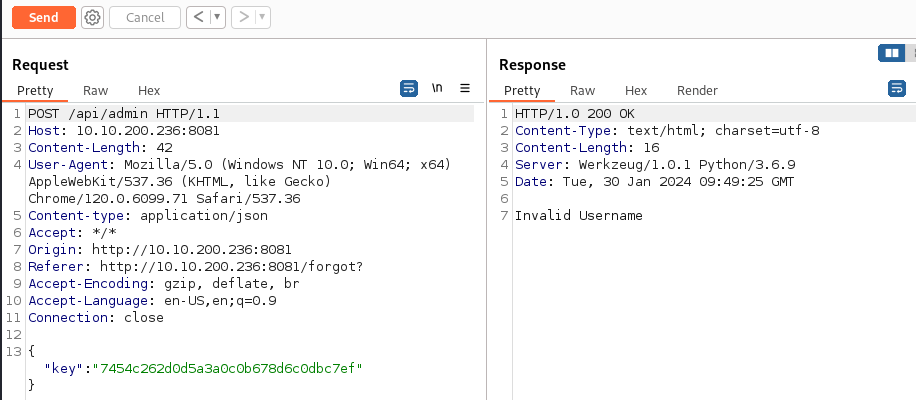 Send Cancel < ▼ > ▼
Request
Pretty Raw Hex \n
1 POST /api/admin HTTP/1.1
2 Host: 10.10.200.236:8081
3 Content-Length: 42
4 User-Agent: Mozilla/5.0 (Windows NT 10.0; Win64; x64)
AppleWebKit/537.36 (KHTML, like Gecko)
Chrome/120.0.6099.71 Safari/537.36
5 Content-type: application/json
6 Accept: */*
7 Origin: http://10.10.200.236:8081
8 Referer: http://10.10.200.236:8081/forgot?
9 Accept-Encoding: gzip, deflate, br
10 Accept-Language: en-US,en;q=0.9
11 Connection: close
12
13 {
"key":"7454c262d0d5a3a0c0b678d6c0dbc7ef"
}
Response
Pretty Raw Hex Render
1 HTTP/1.0 200 OK
2 Content-Type: text/html; charset=utf-8
3 Content-Length: 16
4 Server: Werkzeug/1.0.1 Python/3.6.9
5 Date: Tue, 30 Jan 2024 09:49:25 GMT
6
7 Invalid Username